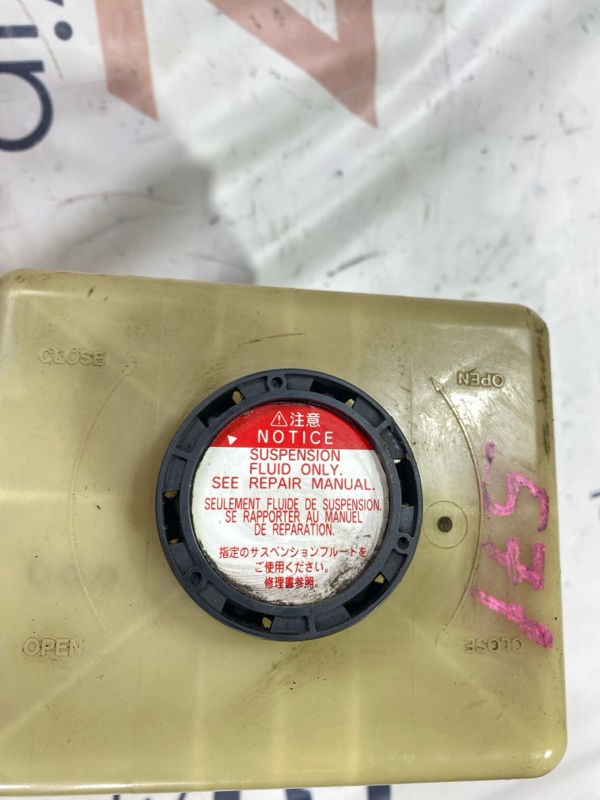 CLOSE
OPEN
注意
NOTICE
SUSPENSION
FLUID ONLY.
SEE REPAIR MANUAL.
SEULEMENT FLUIDE DE SUSPENSION.
SE RAPPORTER AU MANUEL
DE REPARATION.
指定のサスペンションフルートを
ご使用ください。
修理書参照。
OPEN
CLOSE